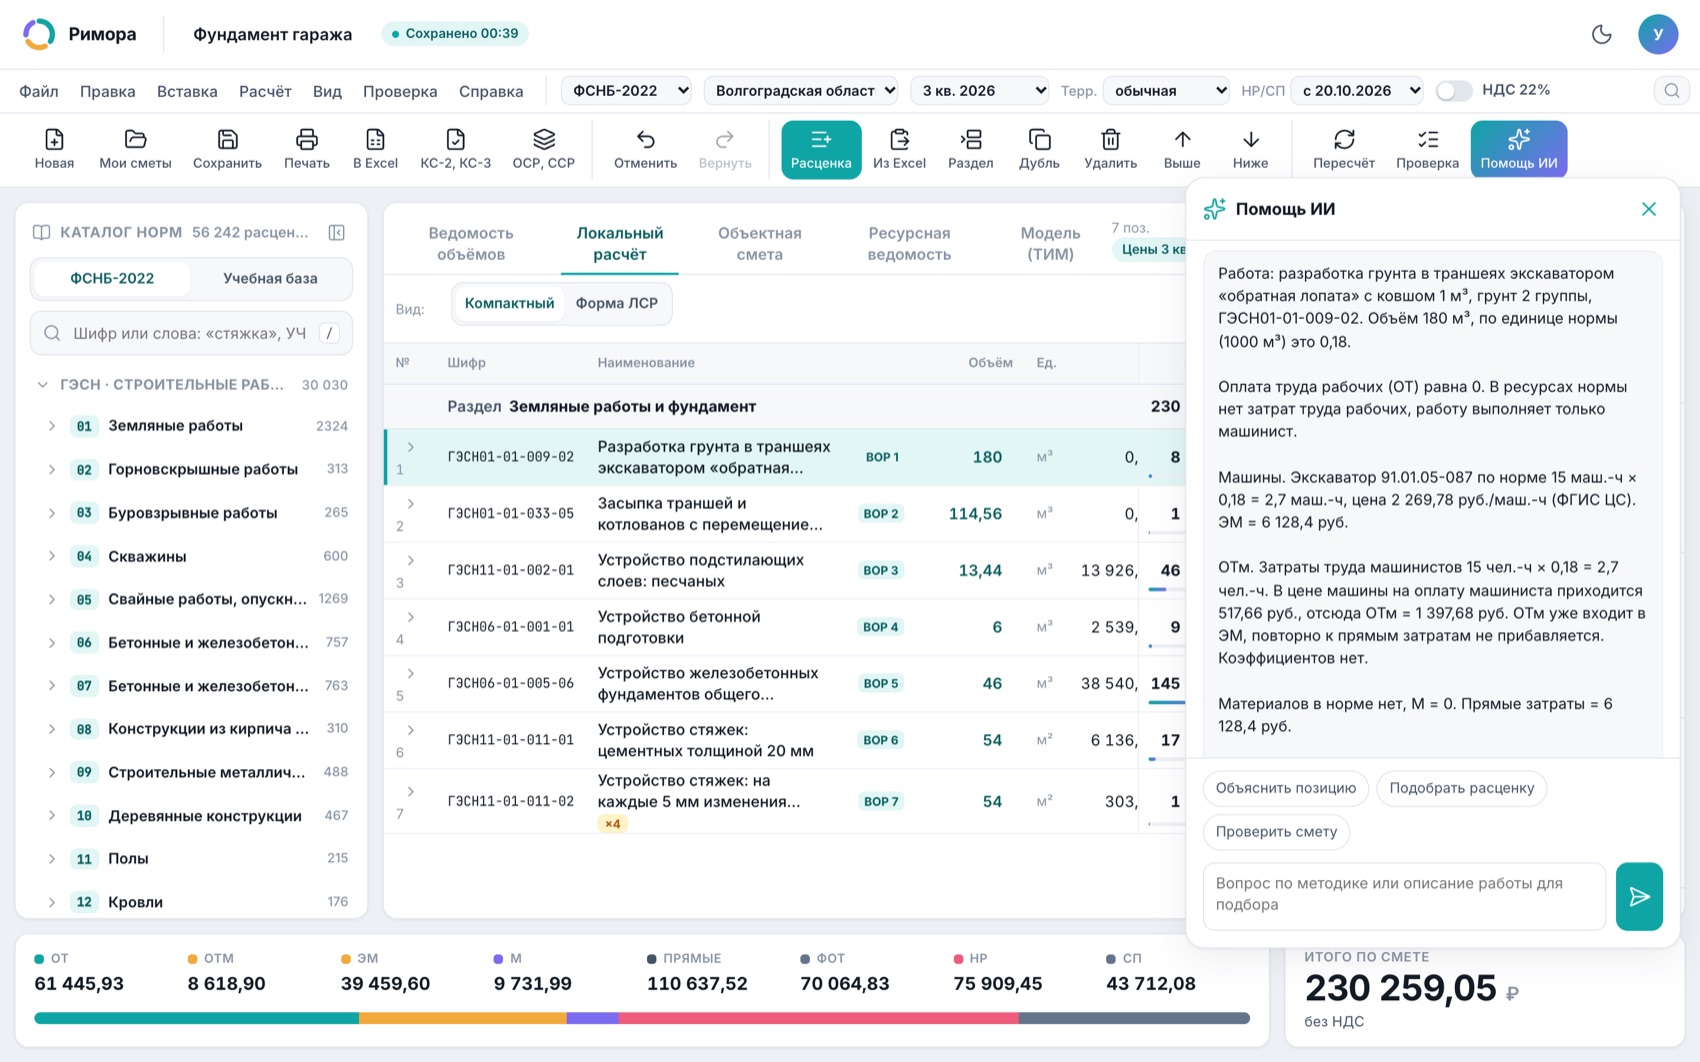 Римора
Фундамент гаража
Сохранено 00:39
У
Файл Правка Вставка Расчёт Вид Проверка Справка
ФСНБ-2022
Волгоградская област
3 кв. 2026
Терр. обычная
НР/СП с 20.10.2026
НДС 22%
Новая
Мои сметы
Сохранить
Печать
В Excel
КС-2, КС-3
ОСР, ССР
Отменить
Вернуть
Расценка
Из Excel
Раздел
Дубль
Удалить
Выше
Ниже
Пересчёт
Проверка
Помощь ИИ
КАТАЛОГ НОРМ 56 242 расцен...
ФСНБ-2022 Учебная база
Шифр или слова: «стяжка», УЧ /
ГЭСН · СТРОИТЕЛЬНЫЕ РАБ... 30 030
01 Земляные работы 2324
02 Горновскрышные работы 313
03 Буровзрывные работы 265
04 Скважины 600
05 Свайные работы, опускн... 1269
06 Бетонные и железобетон... 757
07 Бетонные и железобетон... 763
08 Конструкции из кирпича ... 310
09 Строительные металлич... 488
10 Деревянные конструкции 467
11 Полы 215
12 Кровли 176
Ведомость
объёмов
Локальный
расчёт
Объектная
смета
Ресурсная
ведомость
Модель
(ТИМ)
7 поз.
Цены 3 кв
Вид: Компактный Форма ЛСР
№ Шифр Наименование Объём Ед.
Раздел Земляные работы и фундамент 230
1 ГЭСН01-01-009-02 Разработка грунта в траншеях ВОР 1 180 м³ 0, 8
экскаватором «обратная...
2 ГЭСН01-01-033-05 Засыпка траншей и ВОР 2 114,56 м³ 0, 1
котлованов с перемещение...
3 ГЭСН11-01-002-01 Устройство подстилающих ВОР 3 13,44 м³ 13 926, 46
слоев: песчаных
4 ГЭСН06-01-001-01 Устройство бетонной ВОР 4 6 м³ 2 539, 9
подготовки
5 ГЭСН06-01-005-06 Устройство железобетонных ВОР 5 46 м³ 38 540, 145
фундаментов общего...
6 ГЭСН11-01-011-01 Устройство стяжек: ВОР 6 54 м² 6 136, 17
цементных толщиной 20 мм
7 ГЭСН11-01-011-02 Устройство стяжек: на ВОР 7 54 м² 303, 1
каждые 5 мм изменения...
×4
Помощь ИИ
Работа: разработка грунта в траншеях экскаватором
«обратная лопата» с ковшом 1 м³, грунт 2 группы,
ГЭСН01-01-009-02. Объём 180 м³, по единице нормы
(1000 м³) это 0,18.
Оплата труда рабочих (ОТ) равна 0. В ресурсах нормы
нет затрат труда рабочих, работу выполняет только
машинист.
Машины. Экскаватор 91.01.05-087 по норме 15 маш.-ч ×
0,18 = 2,7 маш.-ч, цена 2 269,78 руб./маш.-ч (ФГИС ЦС).
ЭМ = 6 128,4 руб.
ОТм. Затраты труда машинистов 15 чел.-ч × 0,18 = 2,7
чел.-ч. В цене машины на оплату машиниста приходится
517,66 руб., отсюда ОТм = 1 397,68 руб. ОТм уже входит в
ЭМ, повторно к прямым затратам не прибавляется.
Коэффициентов нет.
Материалов в норме нет, М = 0. Прямые затраты = 6
128,4 руб.
Объяснить позицию
Подобрать расценку
Проверить смету
Вопрос по методике или описание работы для
подбора
ОТ ОТМ ЭМ М ПРЯМЫЕ ФОТ НР СП
61 445,93 8 618,90 39 459,60 9 731,99 110 637,52 70 064,83 75 909,45 43 712,08
ИТОГО ПО СМЕТЕ
230 259,05 ₽
без НДС